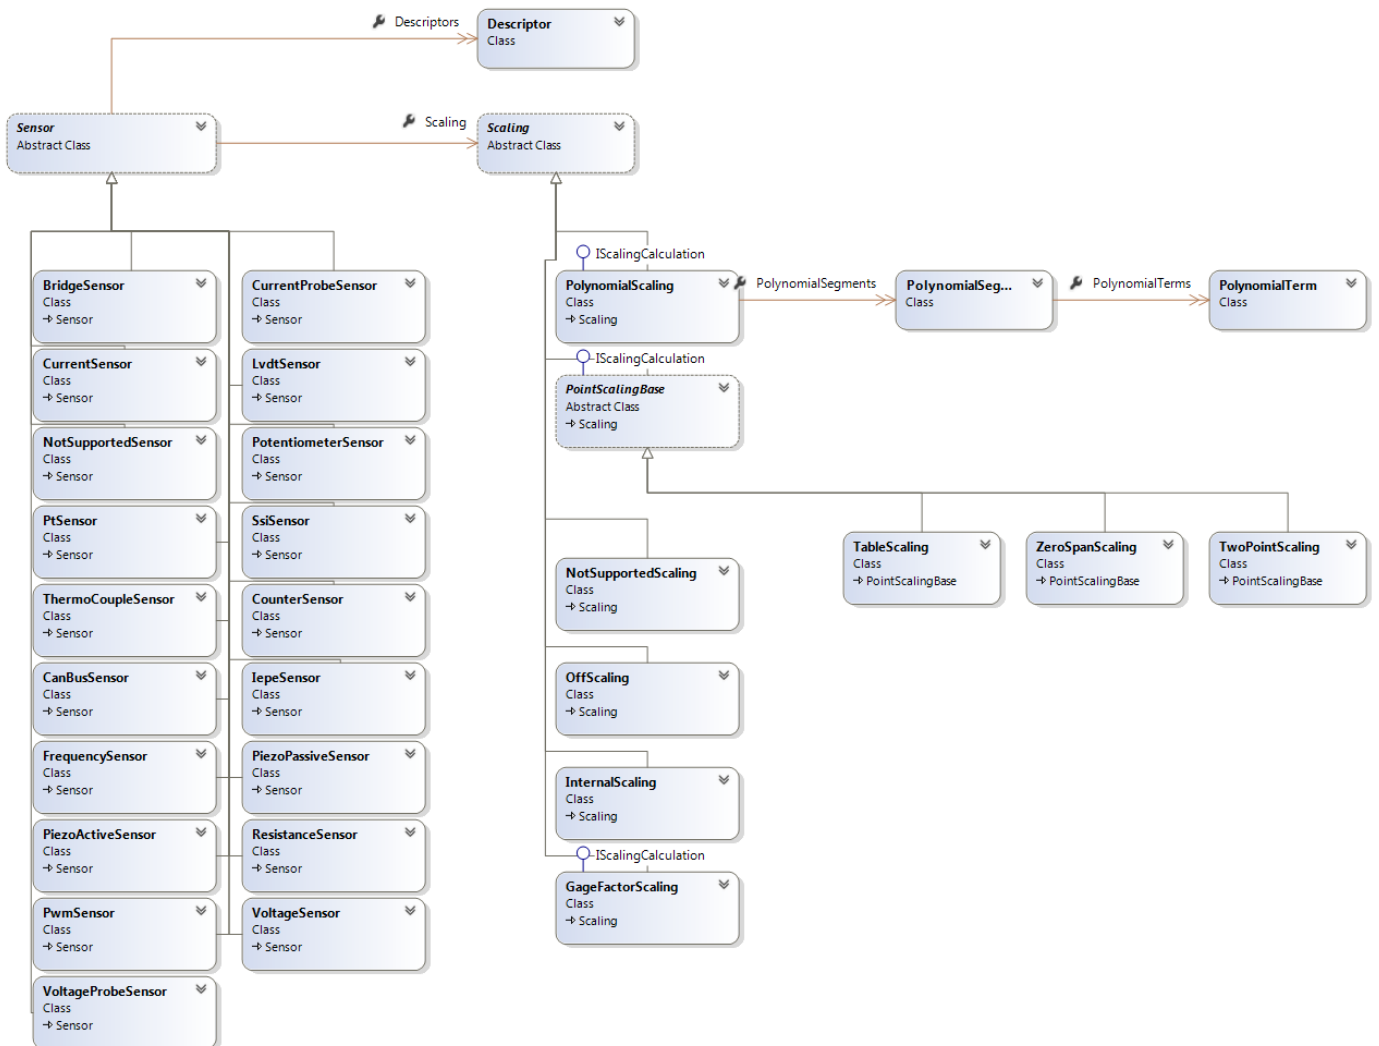 Descriptors
Descriptor
Class
Sensor
Abstract Class
Scaling
Scaling
Abstract Class
BridgeSensor
Class
Sensor
CurrentProbeSensor
Class
Sensor
CurrentSensor
Class
Sensor
LvdtSensor
Class
Sensor
NotSupportedSensor
Class
Sensor
PotentiometerSensor
Class
Sensor
PtSensor
Class
Sensor
SsiSensor
Class
Sensor
ThermoCoupleSensor
Class
Sensor
CounterSensor
Class
Sensor
CanBusSensor
Class
Sensor
IepeSensor
Class
Sensor
FrequencySensor
Class
Sensor
PiezoPassiveSensor
Class
Sensor
PiezoActiveSensor
Class
Sensor
ResistanceSensor
Class
Sensor
PwmSensor
Class
Sensor
VoltageSensor
Class
Sensor
VoltageProbeSensor
Class
Sensor
IScalingCalculation
PolynomialScaling
Class
Scaling
PolynomialSegments
PolynomialSeg...
Class
PolynomialTerms
PolynomialTerm
Class
IScalingCalculation
PointScalingBase
Abstract Class
Scaling
TableScaling
Class
PointScalingBase
ZeroSpanScaling
Class
PointScalingBase
TwoPointScaling
Class
PointScalingBase
NotSupportedScaling
Class
Scaling
OffScaling
Class
Scaling
InternalScaling
Class
Scaling
IScalingCalculation
GageFactorScaling
Class
Scaling